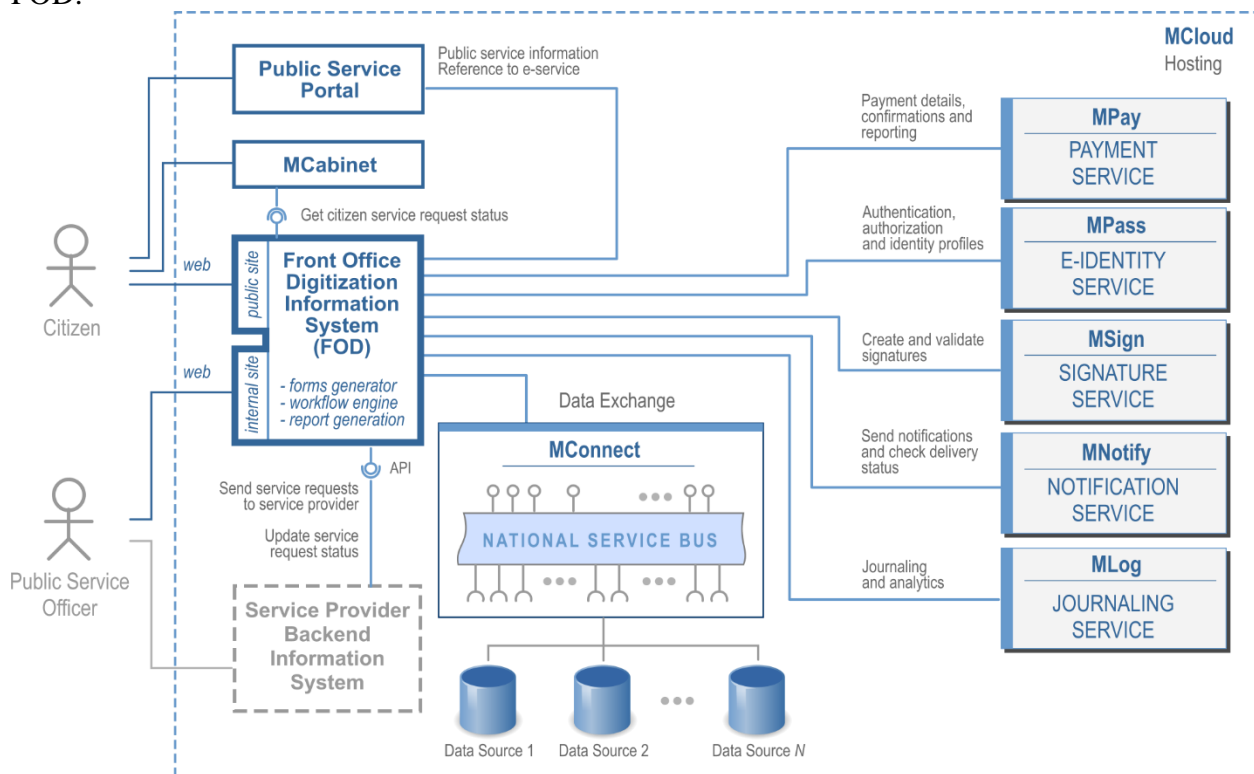 FOD.
MCloud
Hosting
Public Service
Portal
Public service information
Reference to e-service
MCabinet
Get citizen service request status
Citizen
web
public site
Front Office
Digitization
Information
System
(FOD)
- forms generator
- workflow engine
- report generation
internal site
web
Public Service
Officer
API
Send service requests
to service provider
Update service
request status
Service Provider
Backend
Information
System
Data Exchange
MConnect
NATIONAL SERVICE BUS
Data Source 1
Data Source 2
Data Source N
Payment details,
confirmations and
reporting
MPay
PAYMENT
SERVICE
Authentication,
authorization
and identity profiles
MPass
E-IDENTITY
SERVICE
Create and validate
signatures
MSign
SIGNATURE
SERVICE
Send notifications
and check delivery
status
MNotify
NOTIFICATION
SERVICE
Journaling
and analytics
MLog
JOURNALING
SERVICE